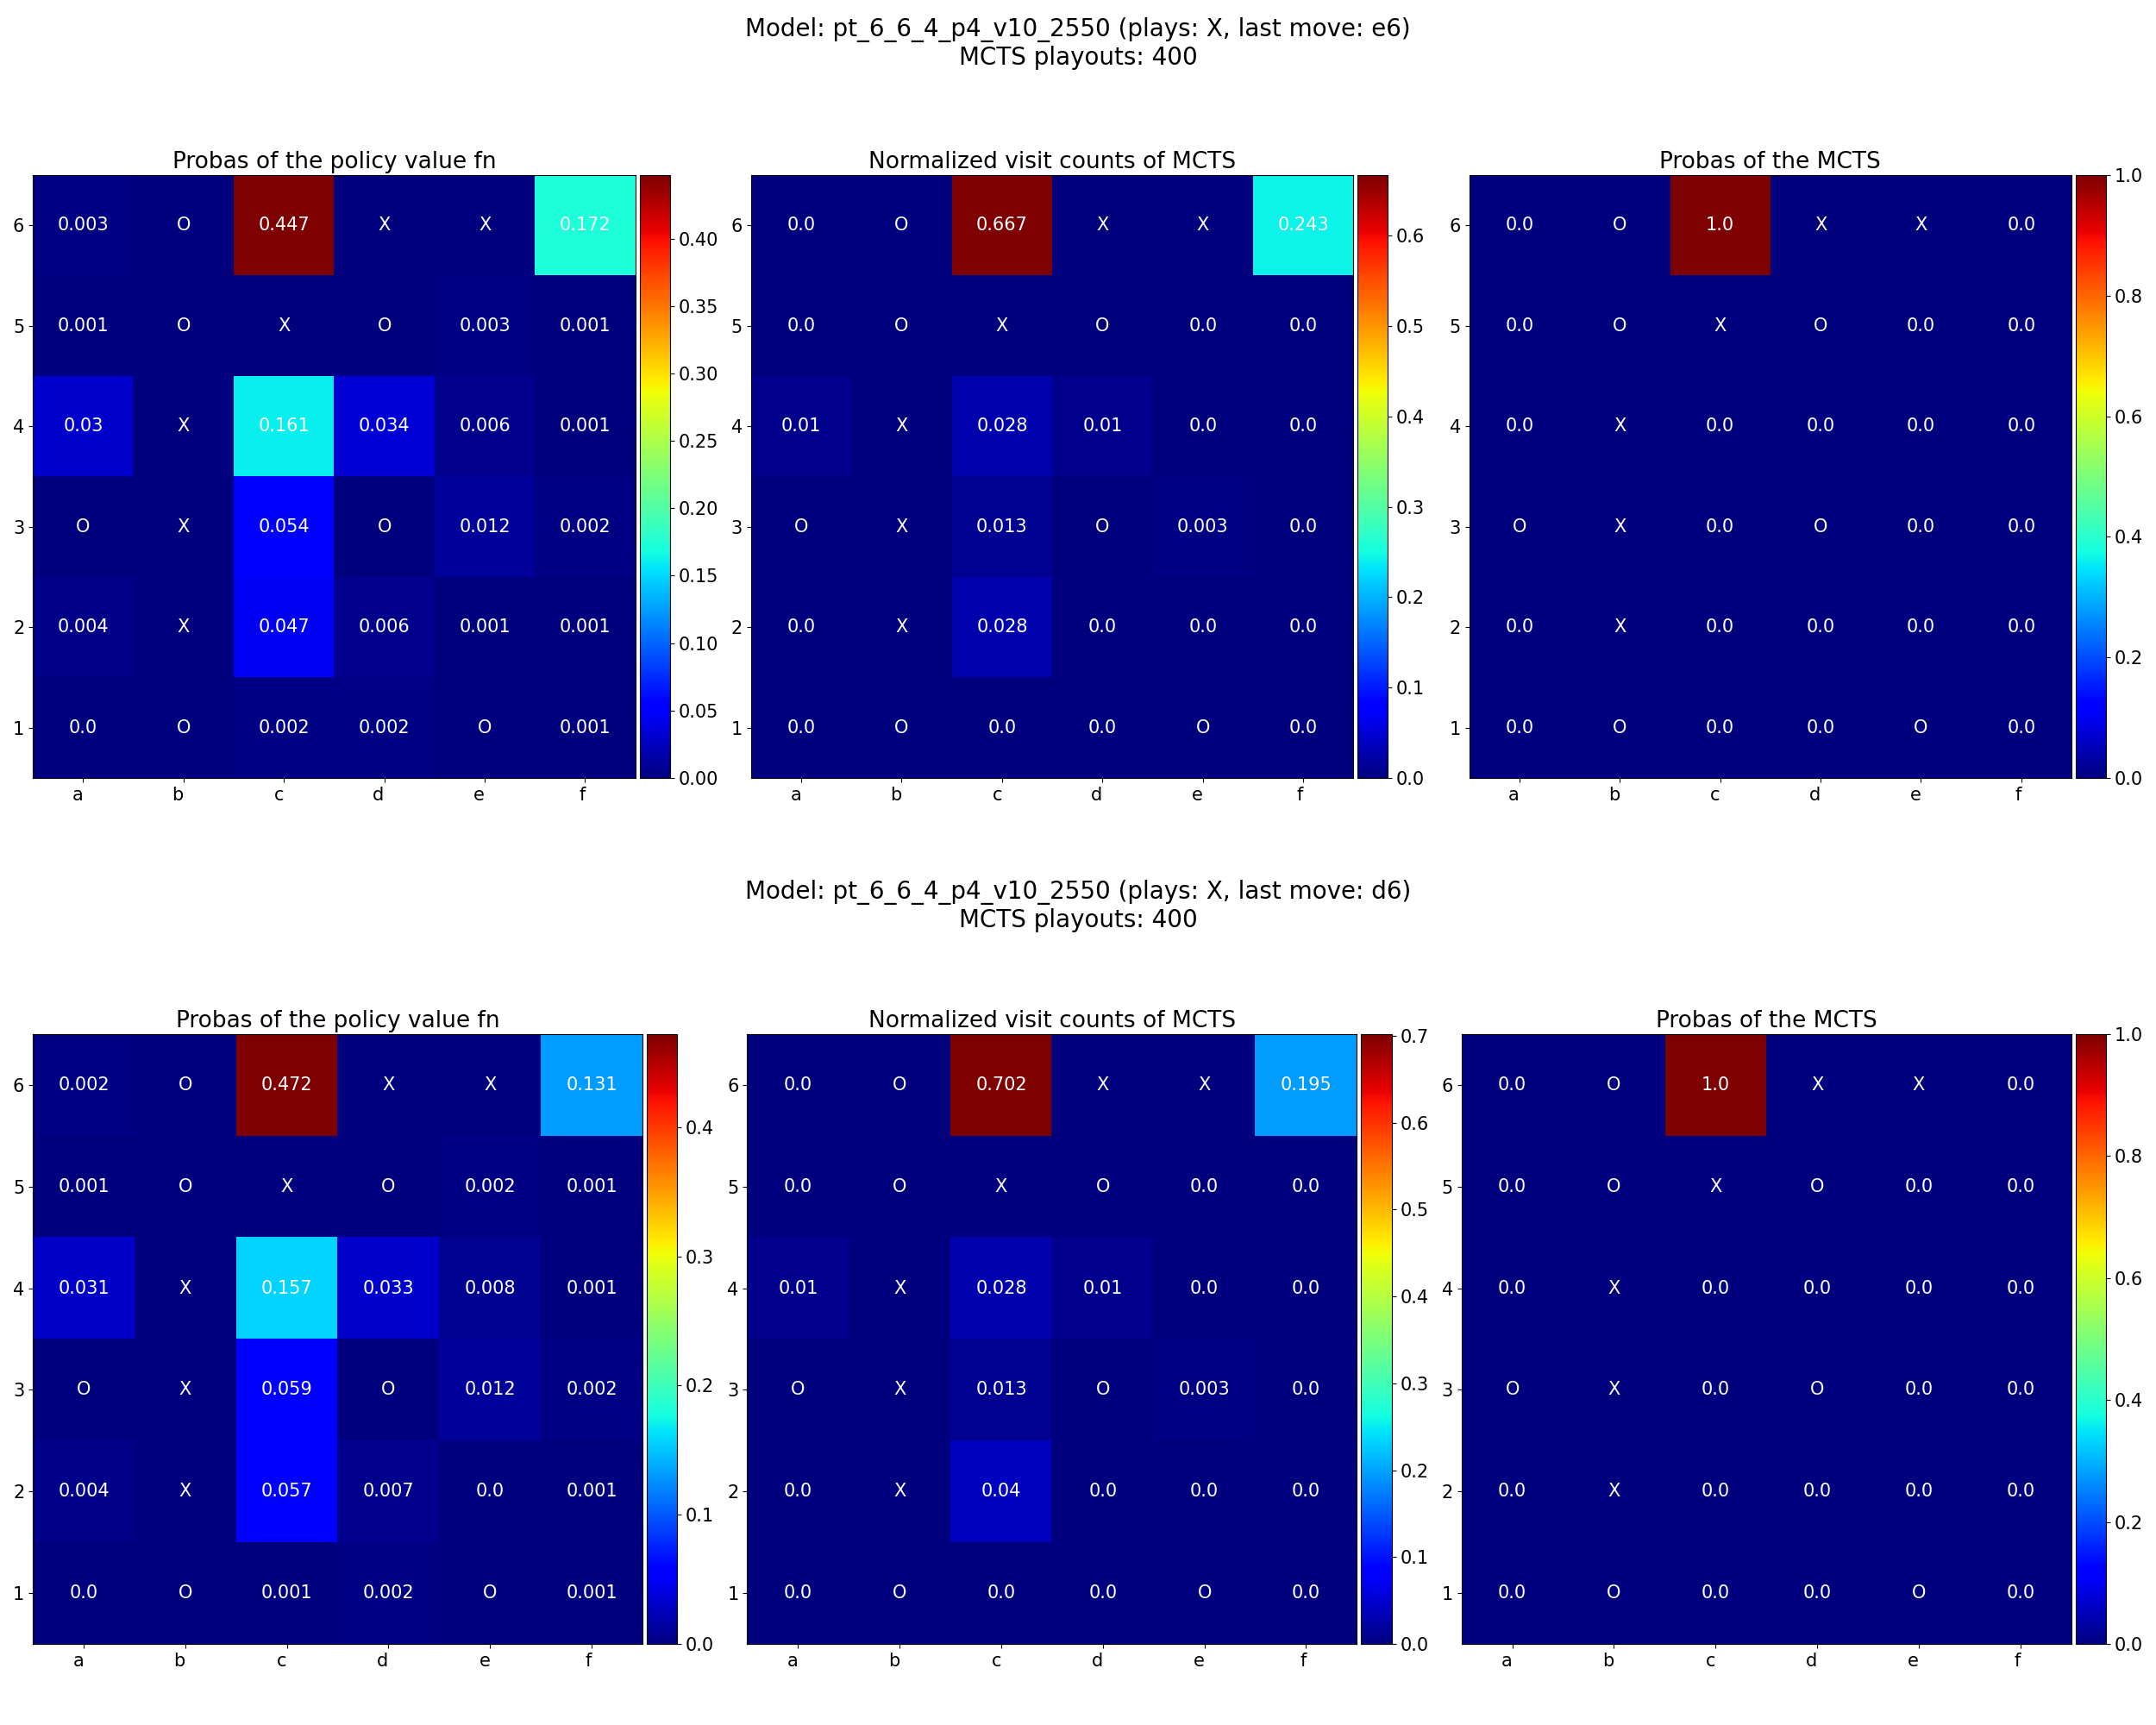 Model: pt_6_6_4_p4_v10_2550 (plays: X, last move: e6)
MCTS playouts: 400
Probas of the policy value fn Normalized visit counts of MCTS Probas of the MCTS
6 0.003 O 0.447 X X 0.172 0.40 6 0.0 O 0.667 X X 0.243 0.6 6 0.0 O 1.0 X X 0.0 1.0
0.35
5 0.001 O X O 0.003 0.001 0.30 5 0.0 O X O 0.0 0.0 0.5 5 0.0 O X O 0.0 0.0 0.8
0.25
4 0.03 X 0.161 0.034 0.006 0.001 0.20 4 0.01 X 0.028 0.01 0.0 0.0 0.4 4 0.0 X 0.0 0.0 0.0 0.0 0.6
0.15 0.3
3 O X 0.054 O 0.012 0.002 3 O X 0.013 O 0.003 0.0 3 O X 0.0 O 0.0 0.0 0.4
0.10 0.2
2 0.004 X 0.047 0.006 0.001 0.001 2 0.0 X 0.028 0.0 0.0 0.0 2 0.0 X 0.0 0.0 0.0 0.0 0.2
0.05 0.1
1 0.0 O 0.002 0.002 O 0.001 0.00 1 0.0 O 0.0 0.0 O 0.0 0.0 1 0.0 O 0.0 0.0 O 0.0 0.0
a b c d e f a b c d e f a b c d e f
Model: pt_6_6_4_p4_v10_2550 (plays: X, last move: d6)
MCTS playouts: 400
Probas of the policy value fn Normalized visit counts of MCTS Probas of the MCTS
6 0.002 O 0.472 X X 0.131 0.4 6 0.0 O 0.702 X X 0.195 0.7 6 0.0 O 1.0 X X 0.0 1.0
0.6
5 0.001 O X O 0.002 0.001 5 0.0 O X O 0.0 0.0 0.5 5 0.0 O X O 0.0 0.0 0.8
0.3
4 0.031 X 0.157 0.033 0.008 0.001 4 0.01 X 0.028 0.01 0.0 0.0 0.4 4 0.0 X 0.0 0.0 0.0 0.0 0.6
3 O X 0.059 O 0.012 0.002 0.2 3 O X 0.013 O 0.003 0.0 0.3 3 O X 0.0 O 0.0 0.0 0.4
2 0.004 X 0.057 0.007 0.0 0.001 0.1 2 0.0 X 0.04 0.0 0.0 0.0 0.2 2 0.0 X 0.0 0.0 0.0 0.0 0.2
0.1
1 0.0 O 0.001 0.002 O 0.001 0.0 1 0.0 O 0.0 0.0 O 0.0 0.0 1 0.0 O 0.0 0.0 O 0.0 0.0
a b c d e f a b c d e f a b c d e f